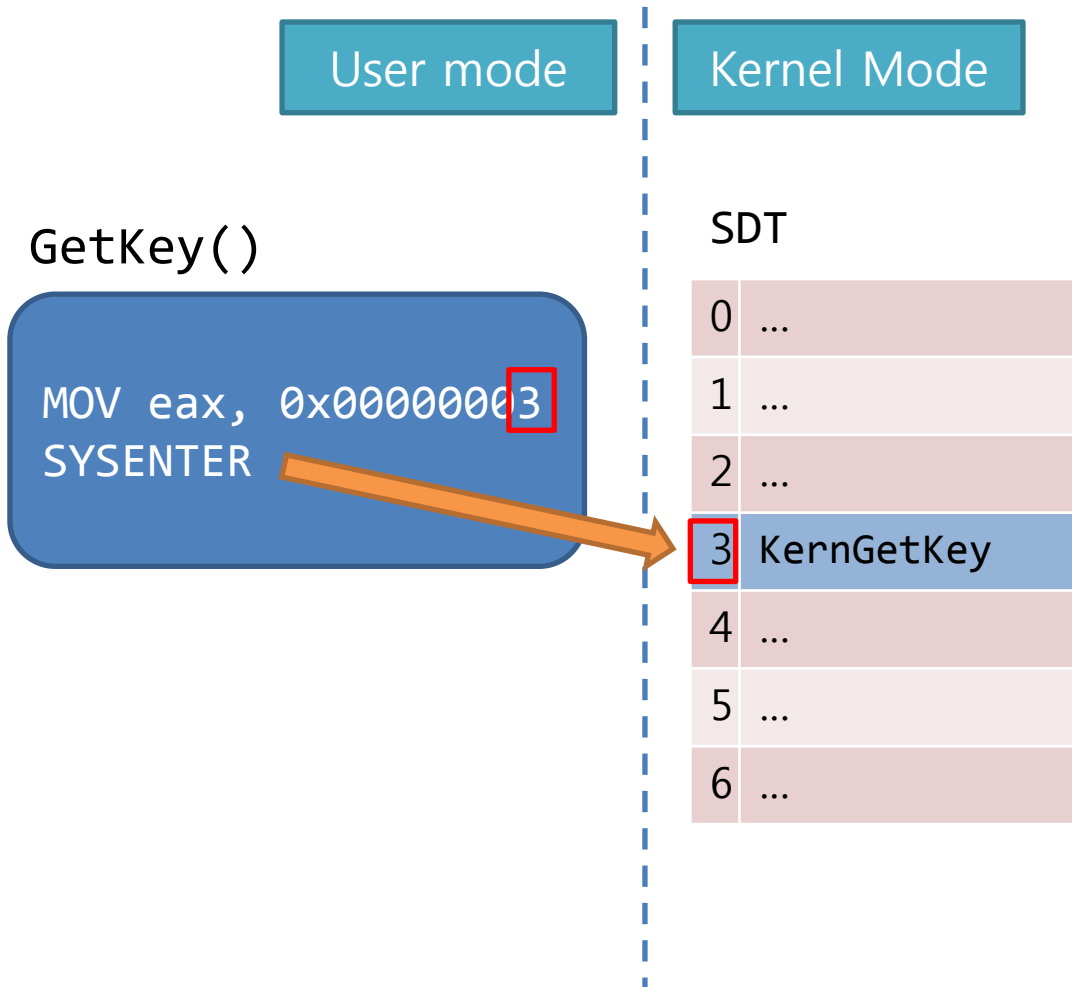 User mode
Kernel Mode
GetKey()
MOV eax, 0x00000003
SYSENTER
SDT
0 ...
1 ...
2 ...
3 KernGetKey
4 ...
5 ...
6 ...